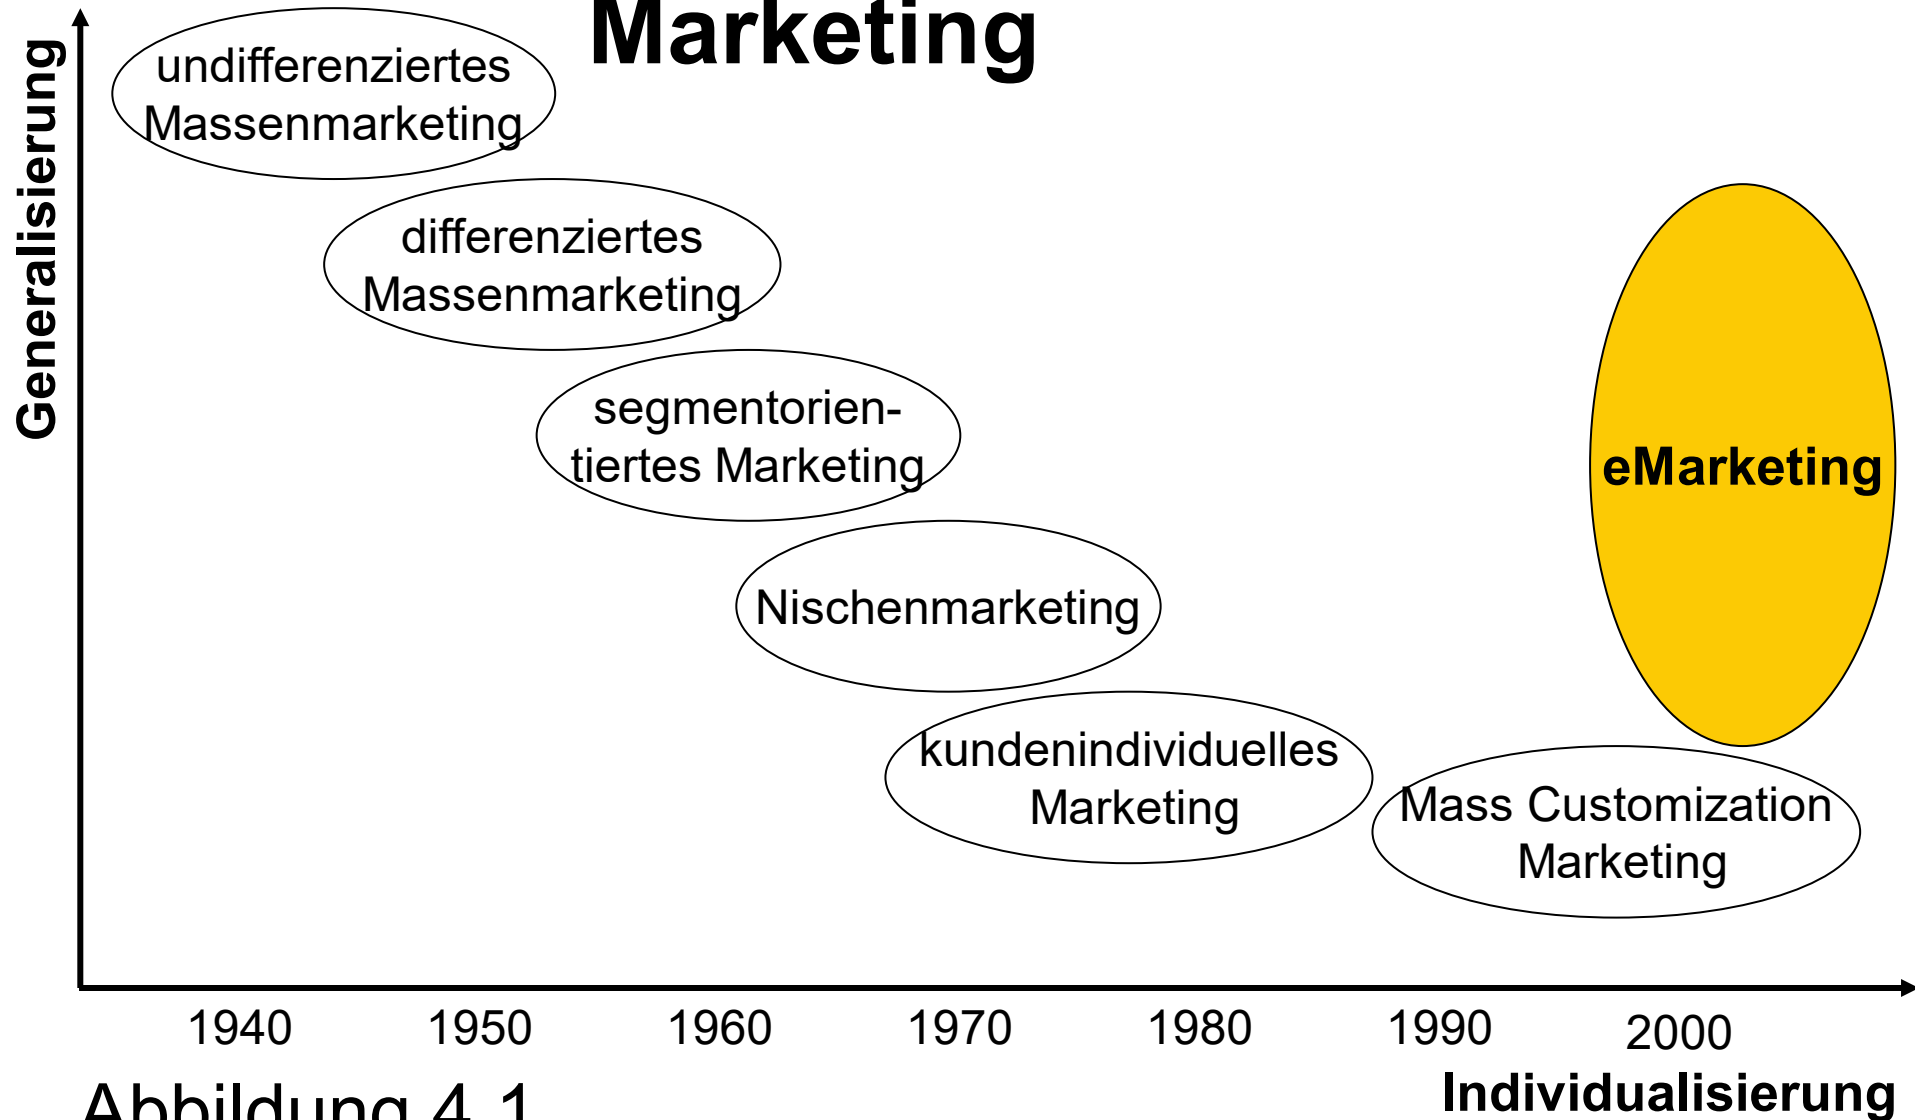 Marketing
undifferenziertes
Massenmarketing
Generalisierung
differenziertes
Massenmarketing
segmentorien-
tiertes Marketing
eMarketing
Nischenmarketing
kundenindividuelles
Marketing
Mass Customization
Marketing
1940 1950 1960 1970 1980 1990 2000
Individualisierung
Abbildung 4.1